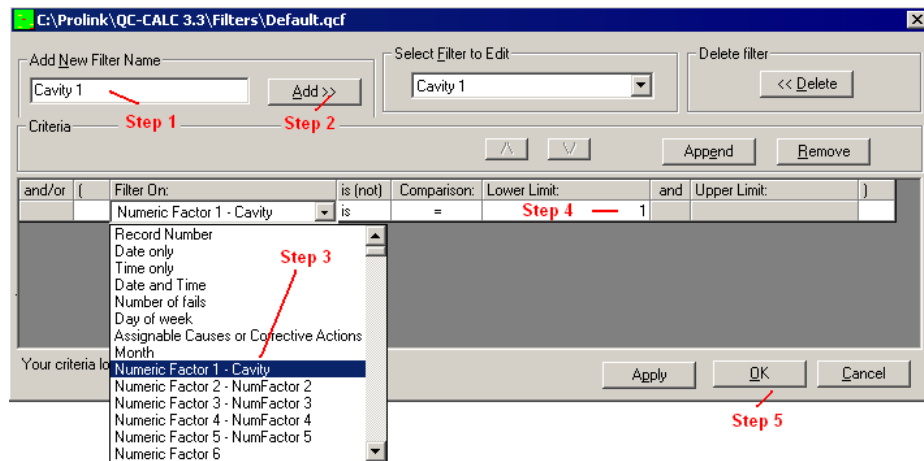 C:\Prolink\QC-CALC 3.3\Filters\Default.qcf
Add New Filter Name
Cavity 1
Add >>
Step 1
Step 2
Select Filter to Edit
Cavity 1
Delete filter
<< Delete
Criteria
/\ \/ Append Remove
and/or ( Filter On: is (not) Comparison: Lower Limit: and Upper Limit: )
Numeric Factor 1 - Cavity is = Step 4 1
Record Number
Date only
Time only
Step 3
Date and Time
Number of fails
Day of week
Assignable Causes or Corrective Actions
Month
Numeric Factor 1 - Cavity
Numeric Factor 2 - NumFactor 2
Numeric Factor 3 - NumFactor 3
Numeric Factor 4 - NumFactor 4
Numeric Factor 5 - NumFactor 5
Numeric Factor 6
Your criteria lo
Apply OK Cancel
Step 5